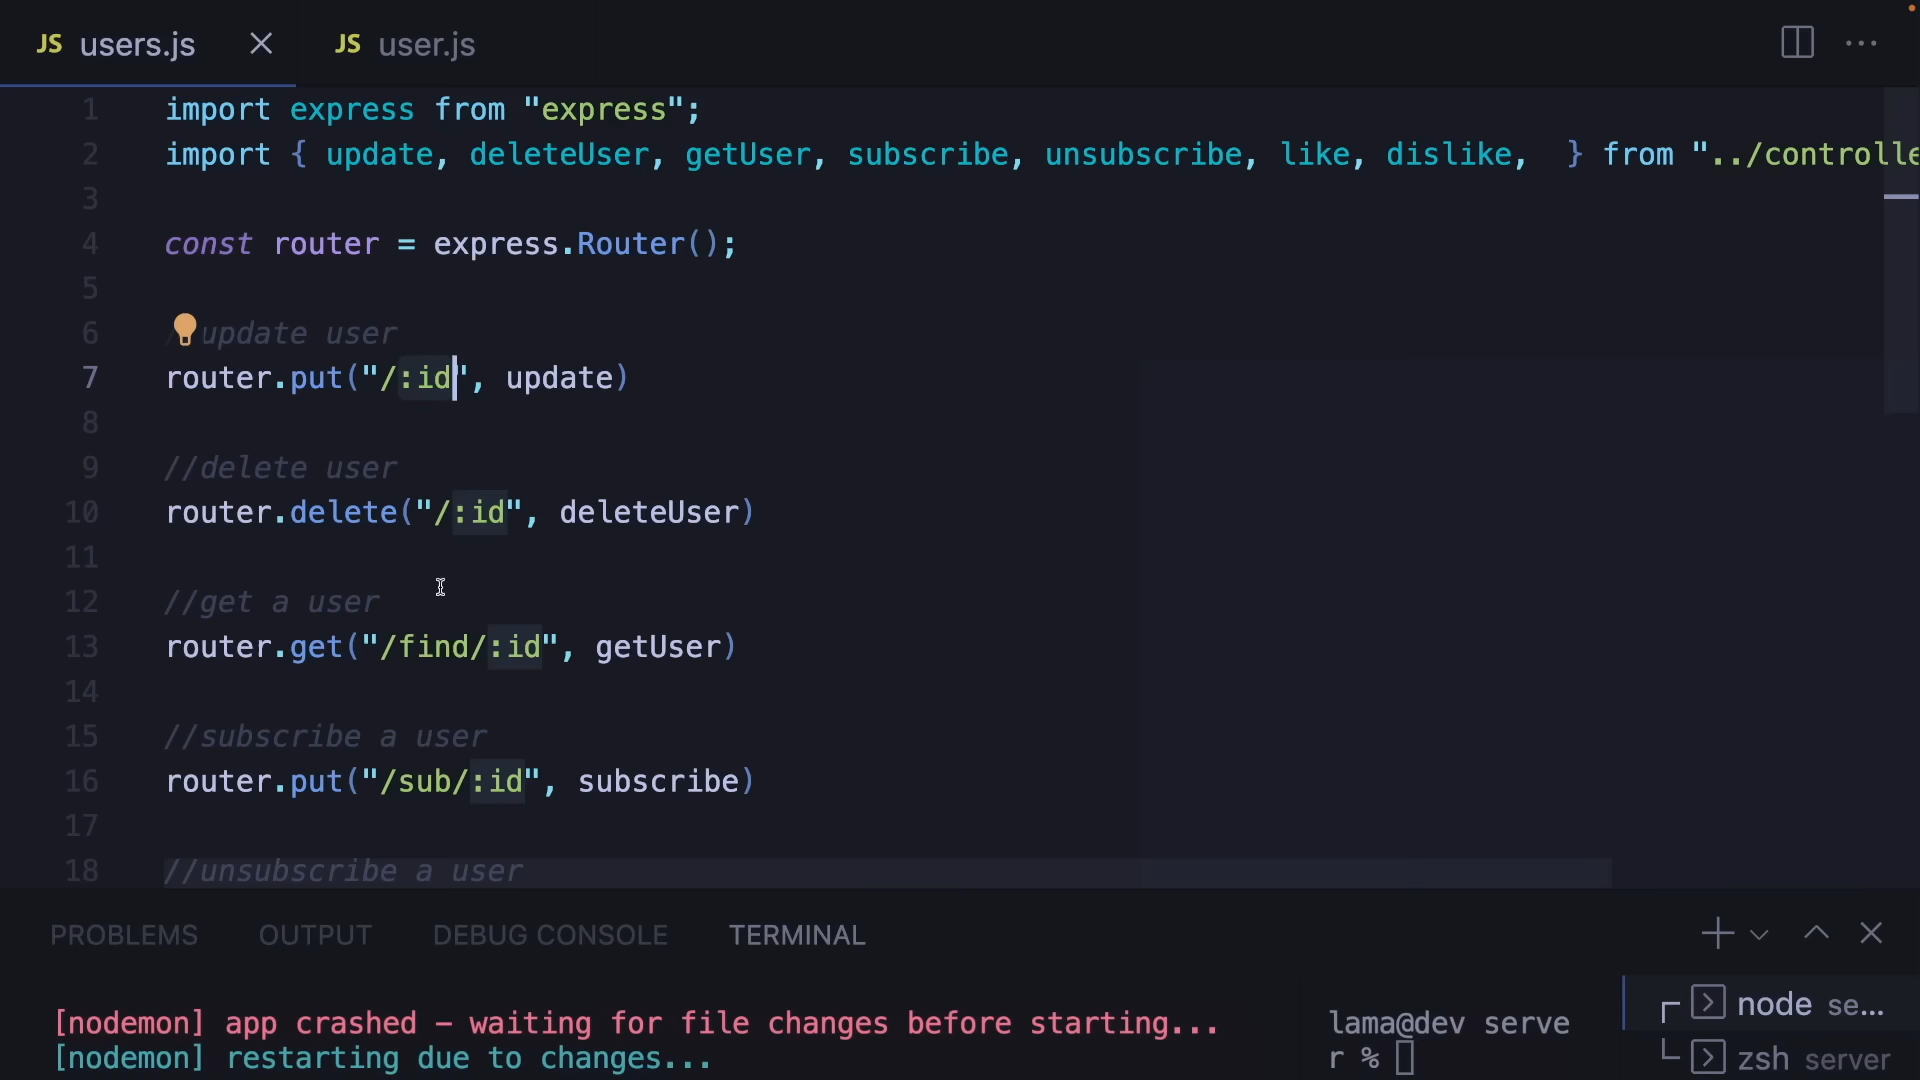 JS users.js
JS user.js
1 import express from "express";
2 import { update, deleteUser, getUser, subscribe, unsubscribe, like, dislike,  } from "../controlle
3
4 const router = express.Router();
5
6 update user
7 router.put("/:id", update)
8
9 //delete user
10 router.delete("/:id", deleteUser)
11
12 //get a user
13 router.get("/find/:id", getUser)
14
15 //subscribe a user
16 router.put("/sub/:id", subscribe)
17
18 //unsubscribe a user
PROBLEMS OUTPUT DEBUG CONSOLE TERMINAL
[nodemon] app crashed – waiting for file changes before starting...
[nodemon] restarting due to changes...
lama@dev serve
r %
node se...
zsh server